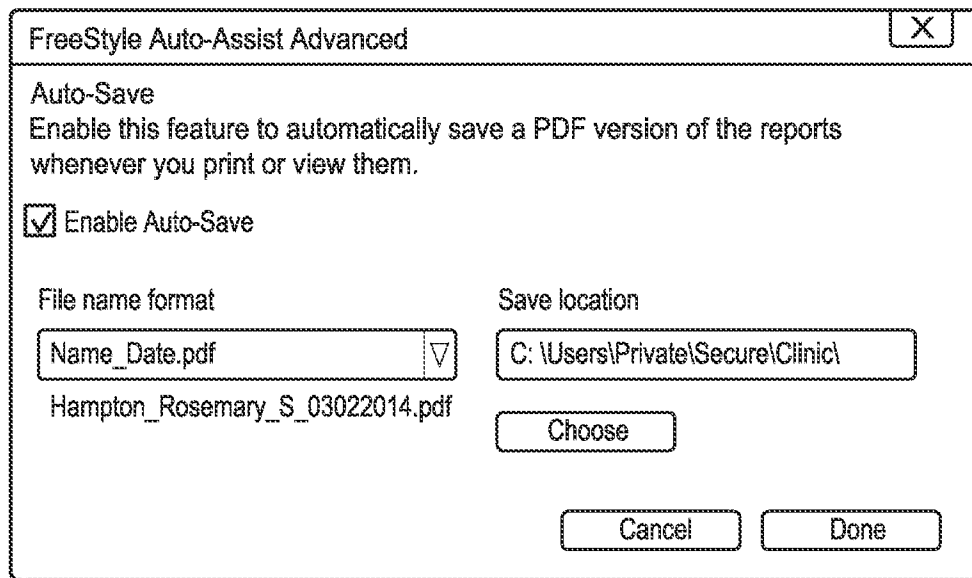 FreeStyle Auto-Assist Advanced
X
Auto-Save
Enable this feature to automatically save a PDF version of the reports
whenever you print or view them.
Enable Auto-Save
File name format
Save location
Name_Date.pdf
C: \Users\Private\Secure\Clinic\
Hampton_Rosemary_S_03022014.pdf
Choose
Cancel
Done